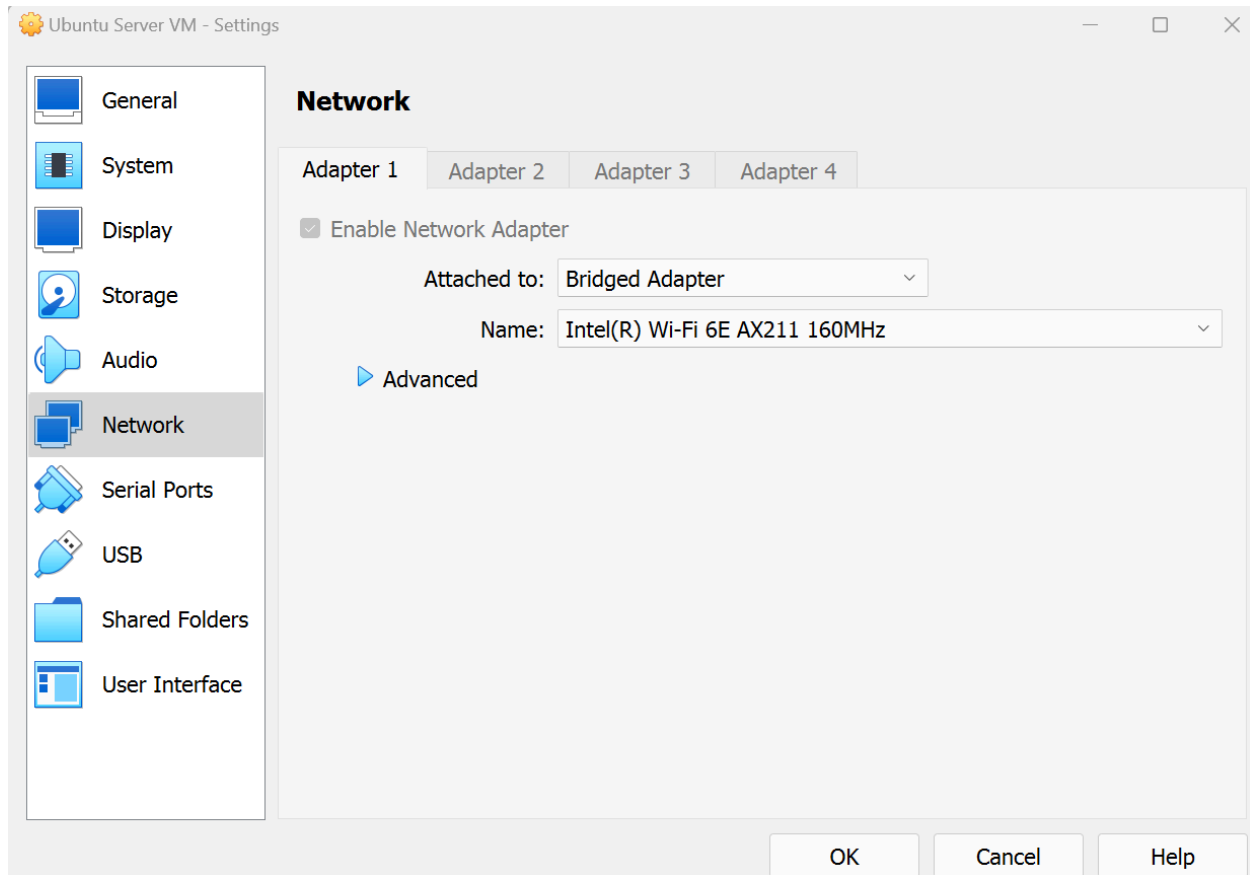 Ubuntu Server VM - Settings
General
System
Display
Storage
Audio
Network
Serial Ports
USB
Shared Folders
User Interface
Network
Adapter 1 Adapter 2 Adapter 3 Adapter 4
Enable Network Adapter
Attached to: Bridged Adapter
Name: Intel(R) Wi-Fi 6E AX211 160MHz
Advanced
OK Cancel Help